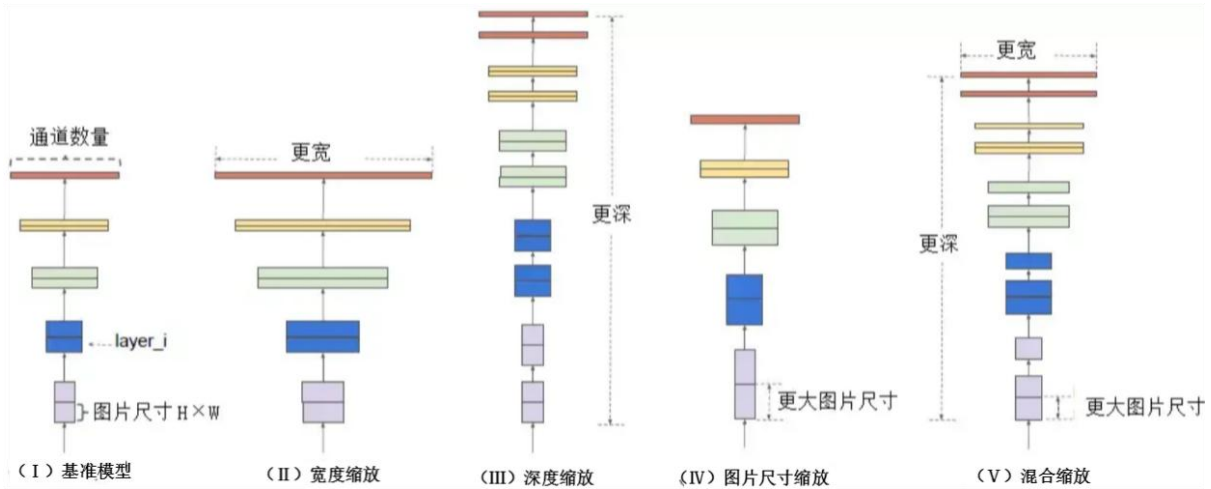 通道数量
layer_i
图片尺寸 H×W
(Ⅰ)基准模型
更宽
(Ⅱ)宽度缩放
更深
(Ⅲ)深度缩放
更大图片尺寸
(Ⅳ)图片尺寸缩放
更宽
更深
更大图片尺寸
(Ⅴ)混合缩放